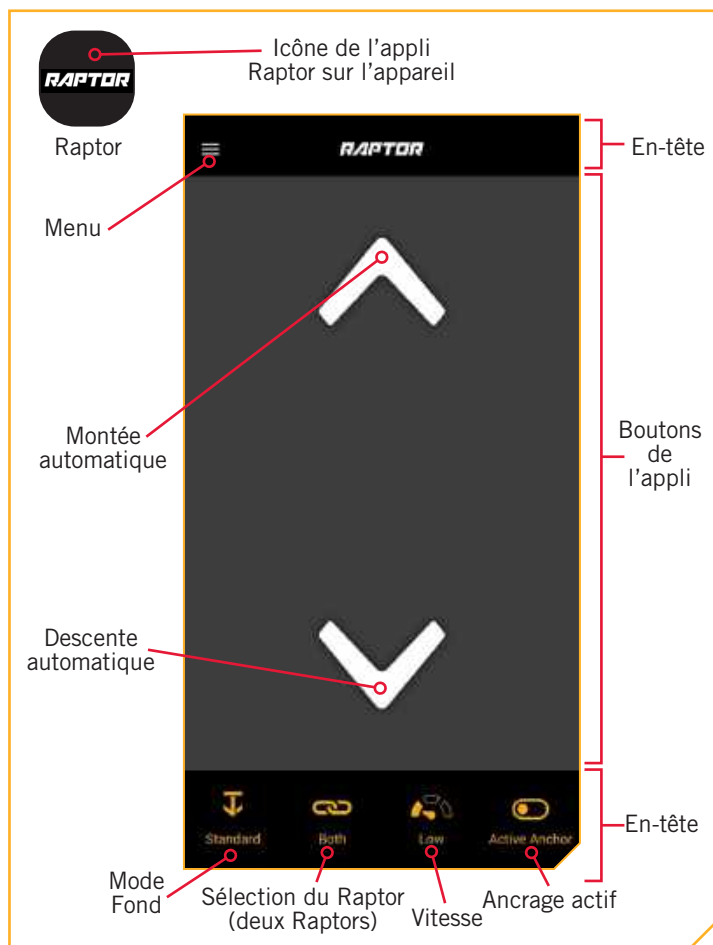 Icône de l'appli
Raptor sur l'appareil
RAPTOR
Raptor
RAPTOR
En-tête
Menu
Montée
automatique
Boutons
de
l'appli
Descente
automatique
Standard
Both
Low
Active Anchor
En-tête
Mode
Fond
Sélection du Raptor
(deux Raptors)
Vitesse
Ancrage actif